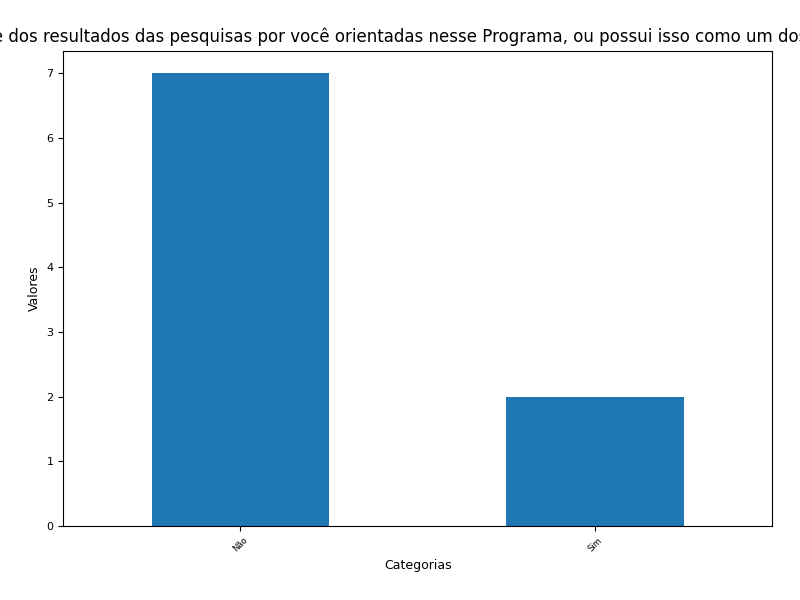 e dos resultados das pesquisas por você orientadas nesse Programa, ou possui isso como um dos
7
6
5
4
3
2
1
0
Valores
Não
Sim
Categorias